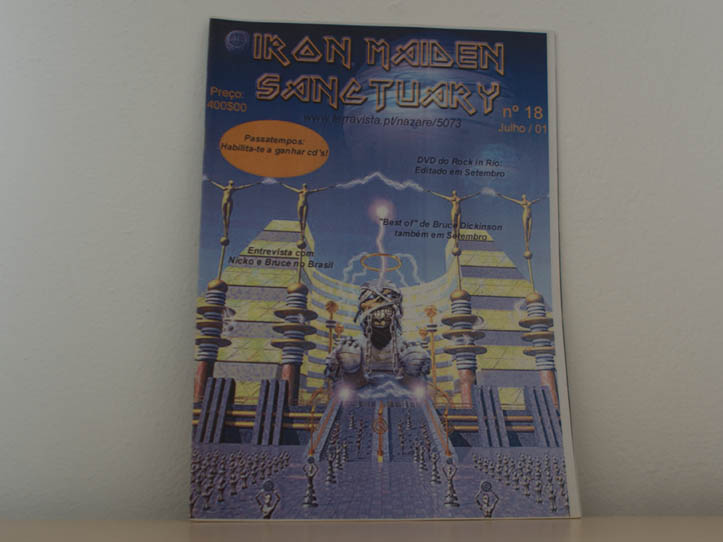 IRON MAIDEN
SANCTUARY
Preço:
400$00
www.terravista.pt/nazare/5073
nº 18
Julho / 01
Passatempos:
Habilita-te a ganhar cd's!
DVD do Rock in Rio:
Editado em Setembro
"Best of" de Bruce Dickinson
também em Setembro
Entrevista com
Nicko e Bruce no Brasil